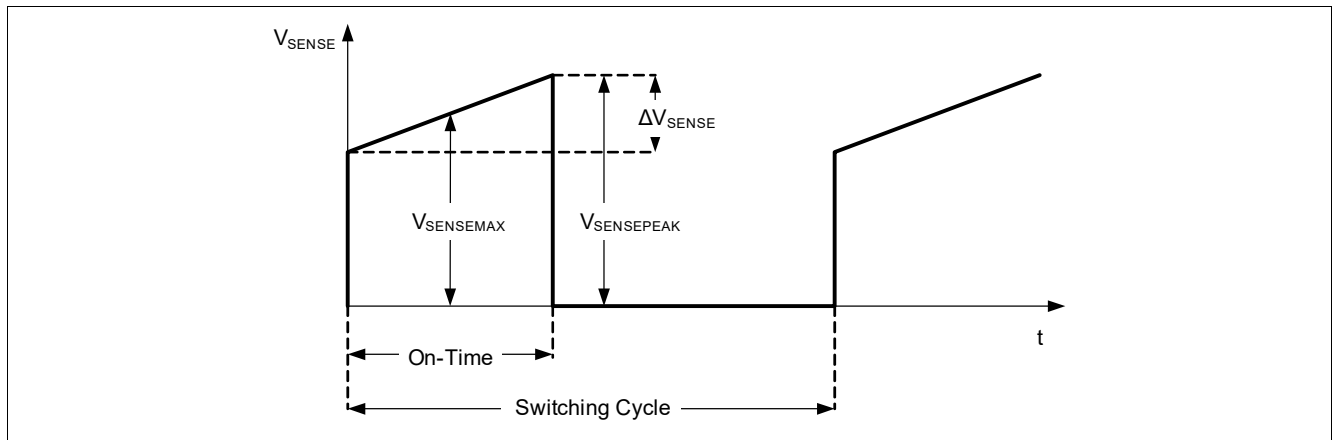 VSENSE
ΔVSENSE
VSENSEMAX
VSENSEPEAK
t
On-Time
Switching Cycle